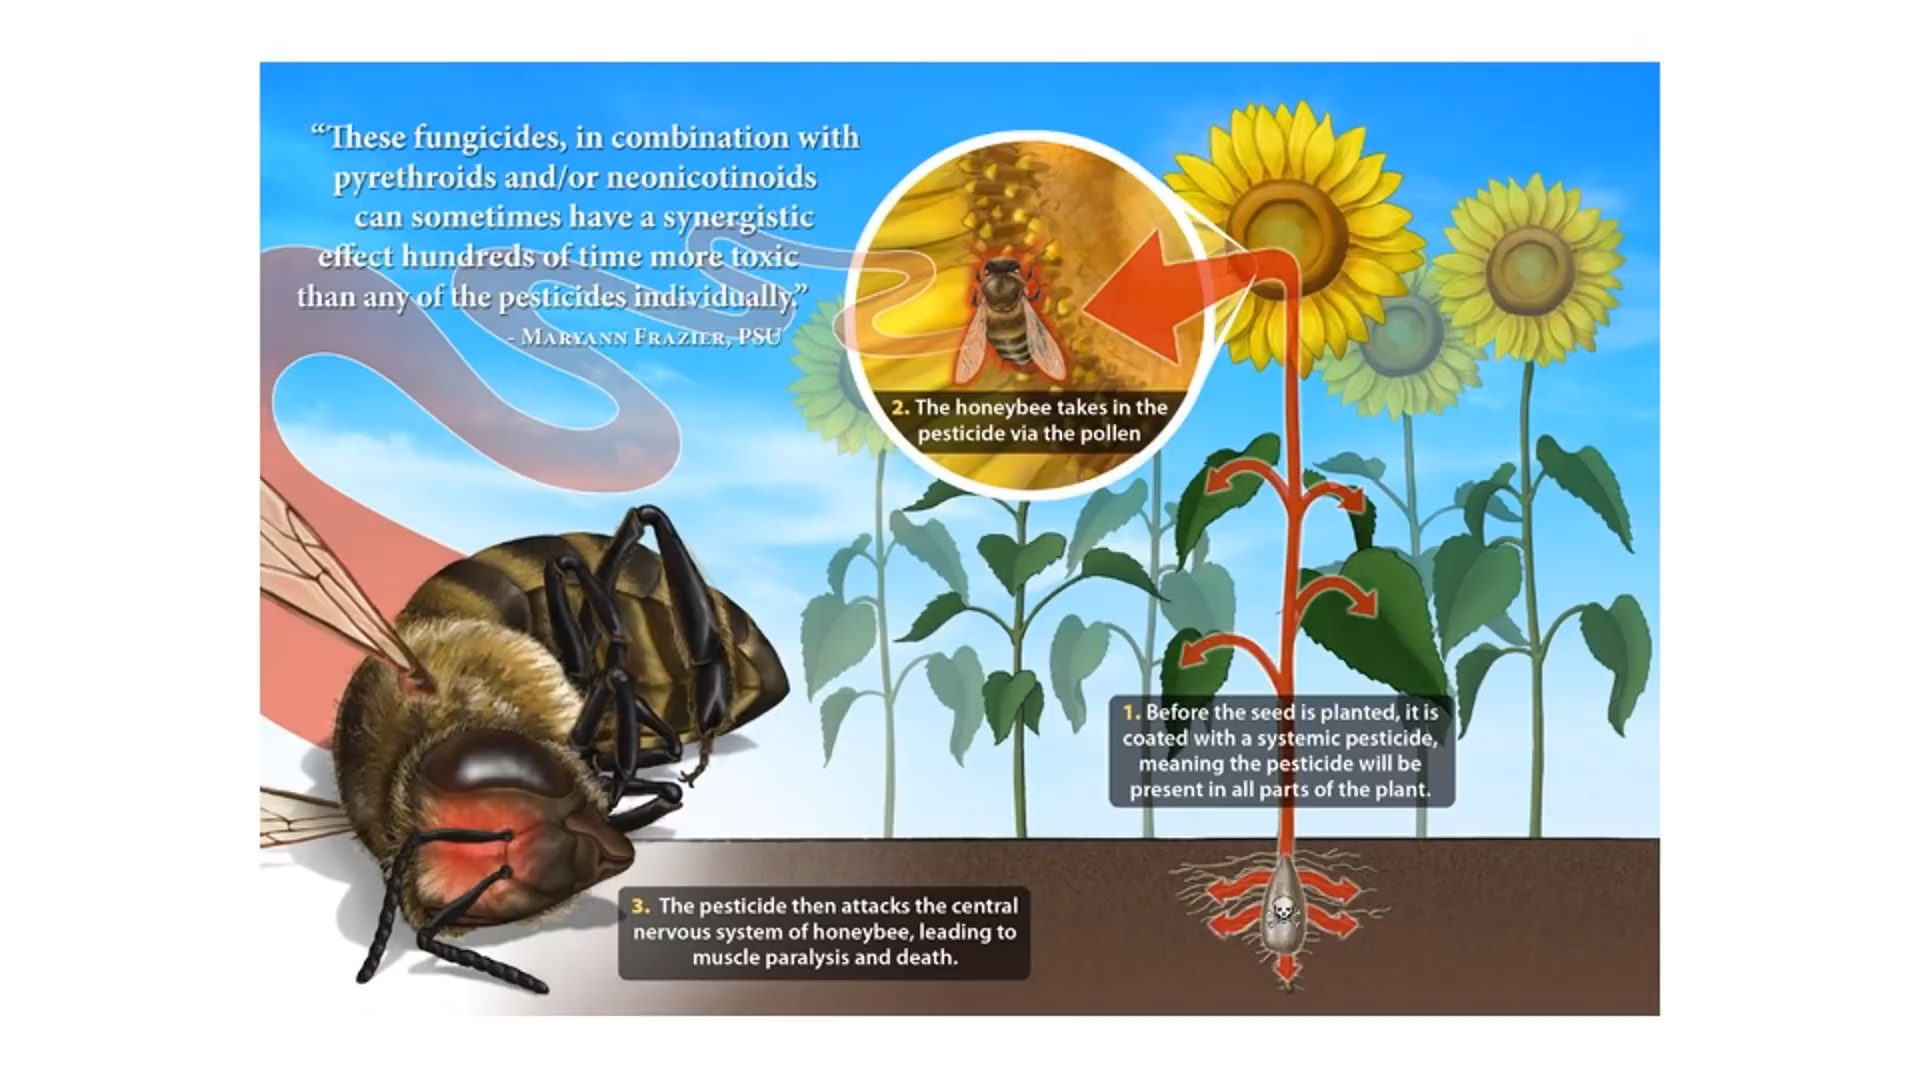 “These fungicides, in combination with
pyrethroids and/or neonicotinoids
can sometimes have a synergistic
effect hundreds of time more toxic
than any of the pesticides individually.”
- Maryann Frazier, PSU
2. The honeybee takes in the
pesticide via the pollen
1. Before the seed is planted, it is
coated with a systemic pesticide,
meaning the pesticide will be
present in all parts of the plant.
3. The pesticide then attacks the central
nervous system of honeybee, leading to
muscle paralysis and death.